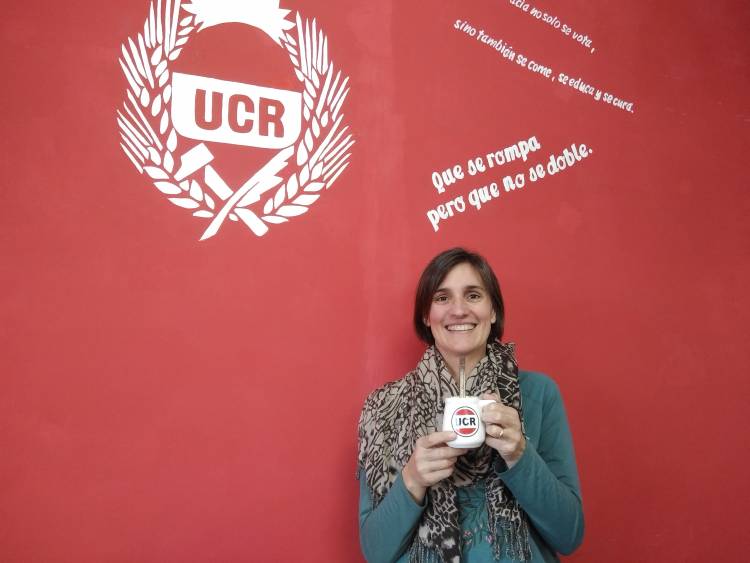 UCR
no solo se vota,
sino también se come, se educa y se cura.
Que se rompa
pero que no se doble.
UCR